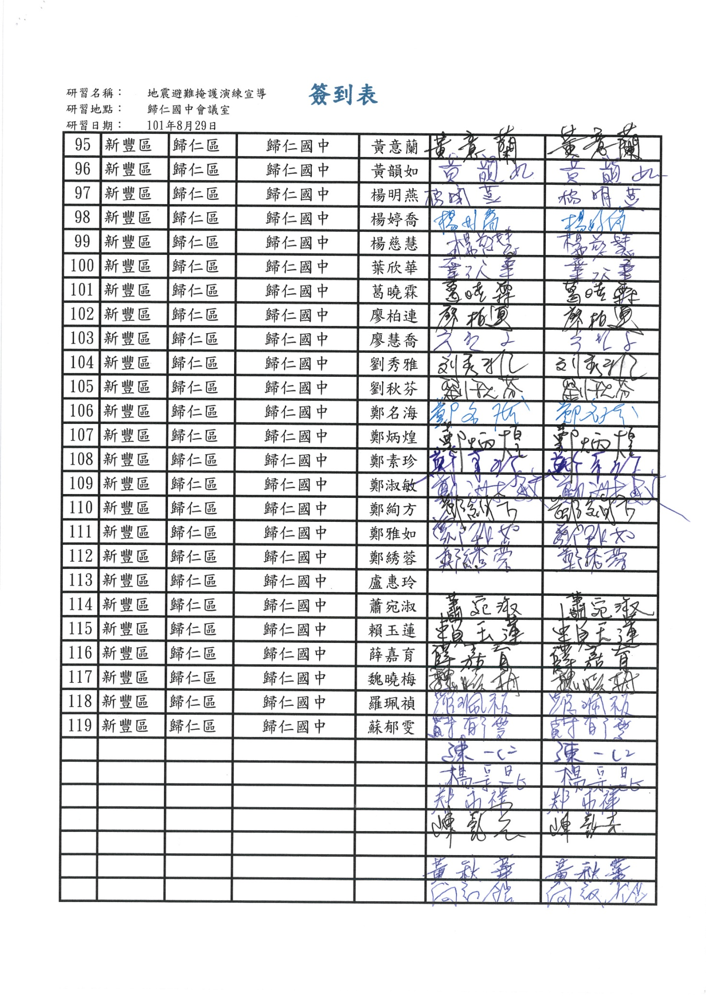 簽到表
研習名稱： 地震避難掩護演練宣導
研習地點： 歸仁國中會議室
研習日期： 101年8月29日
95 新豐區 歸仁區 歸仁國中 黃意蘭 黃意蘭 黃意蘭
96 新豐區 歸仁區 歸仁國中 黃韻如 黃韻如 黃韻如
97 新豐區 歸仁區 歸仁國中 楊明燕 楊明燕 楊明燕
98 新豐區 歸仁區 歸仁國中 楊婷喬 楊婷喬 楊婷喬
99 新豐區 歸仁區 歸仁國中 楊慈慧 楊慈慧 楊慈慧
100 新豐區 歸仁區 歸仁國中 葉欣華 葉欣華 葉欣華
101 新豐區 歸仁區 歸仁國中 葛曉霖 葛曉霖 葛曉霖
102 新豐區 歸仁區 歸仁國中 廖柏連 廖柏連 廖柏連
103 新豐區 歸仁區 歸仁國中 廖慧喬
104 新豐區 歸仁區 歸仁國中 劉秀雅 刘秀雅 刘秀雅
105 新豐區 歸仁區 歸仁國中 劉秋芬 劉秋芬 劉秋芬
106 新豐區 歸仁區 歸仁國中 鄭名海 鄭名海 鄭名海
107 新豐區 歸仁區 歸仁國中 鄭炳煌 鄭炳煌 鄭炳煌
108 新豐區 歸仁區 歸仁國中 鄭素珍 鄭素珍 鄭素珍
109 新豐區 歸仁區 歸仁國中 鄭淑敏 鄭淑敏 鄭淑敏
110 新豐區 歸仁區 歸仁國中 鄭絢方 鄭絢方 鄭絢方
111 新豐區 歸仁區 歸仁國中 鄭雅如 鄭雅如 鄭雅如
112 新豐區 歸仁區 歸仁國中 鄭綉蓉 鄭綉蓉 鄭綉蓉
113 新豐區 歸仁區 歸仁國中 盧惠玲
114 新豐區 歸仁區 歸仁國中 蕭宛淑 蕭宛淑 蕭宛淑
115 新豐區 歸仁區 歸仁國中 賴玉蓮 賴玉蓮 賴玉蓮
116 新豐區 歸仁區 歸仁國中 薛嘉育 薛嘉育 薛嘉育
117 新豐區 歸仁區 歸仁國中 魏曉梅 魏曉梅 魏曉梅
118 新豐區 歸仁區 歸仁國中 羅珮禎 羅珮禎 羅珮禎
119 新豐區 歸仁區 歸仁國中 蘇郁雯 蘇郁雯 蘇郁雯
陳一仁 陳一仁
楊宗昆 楊宗昆
黃秋華 黃秋華